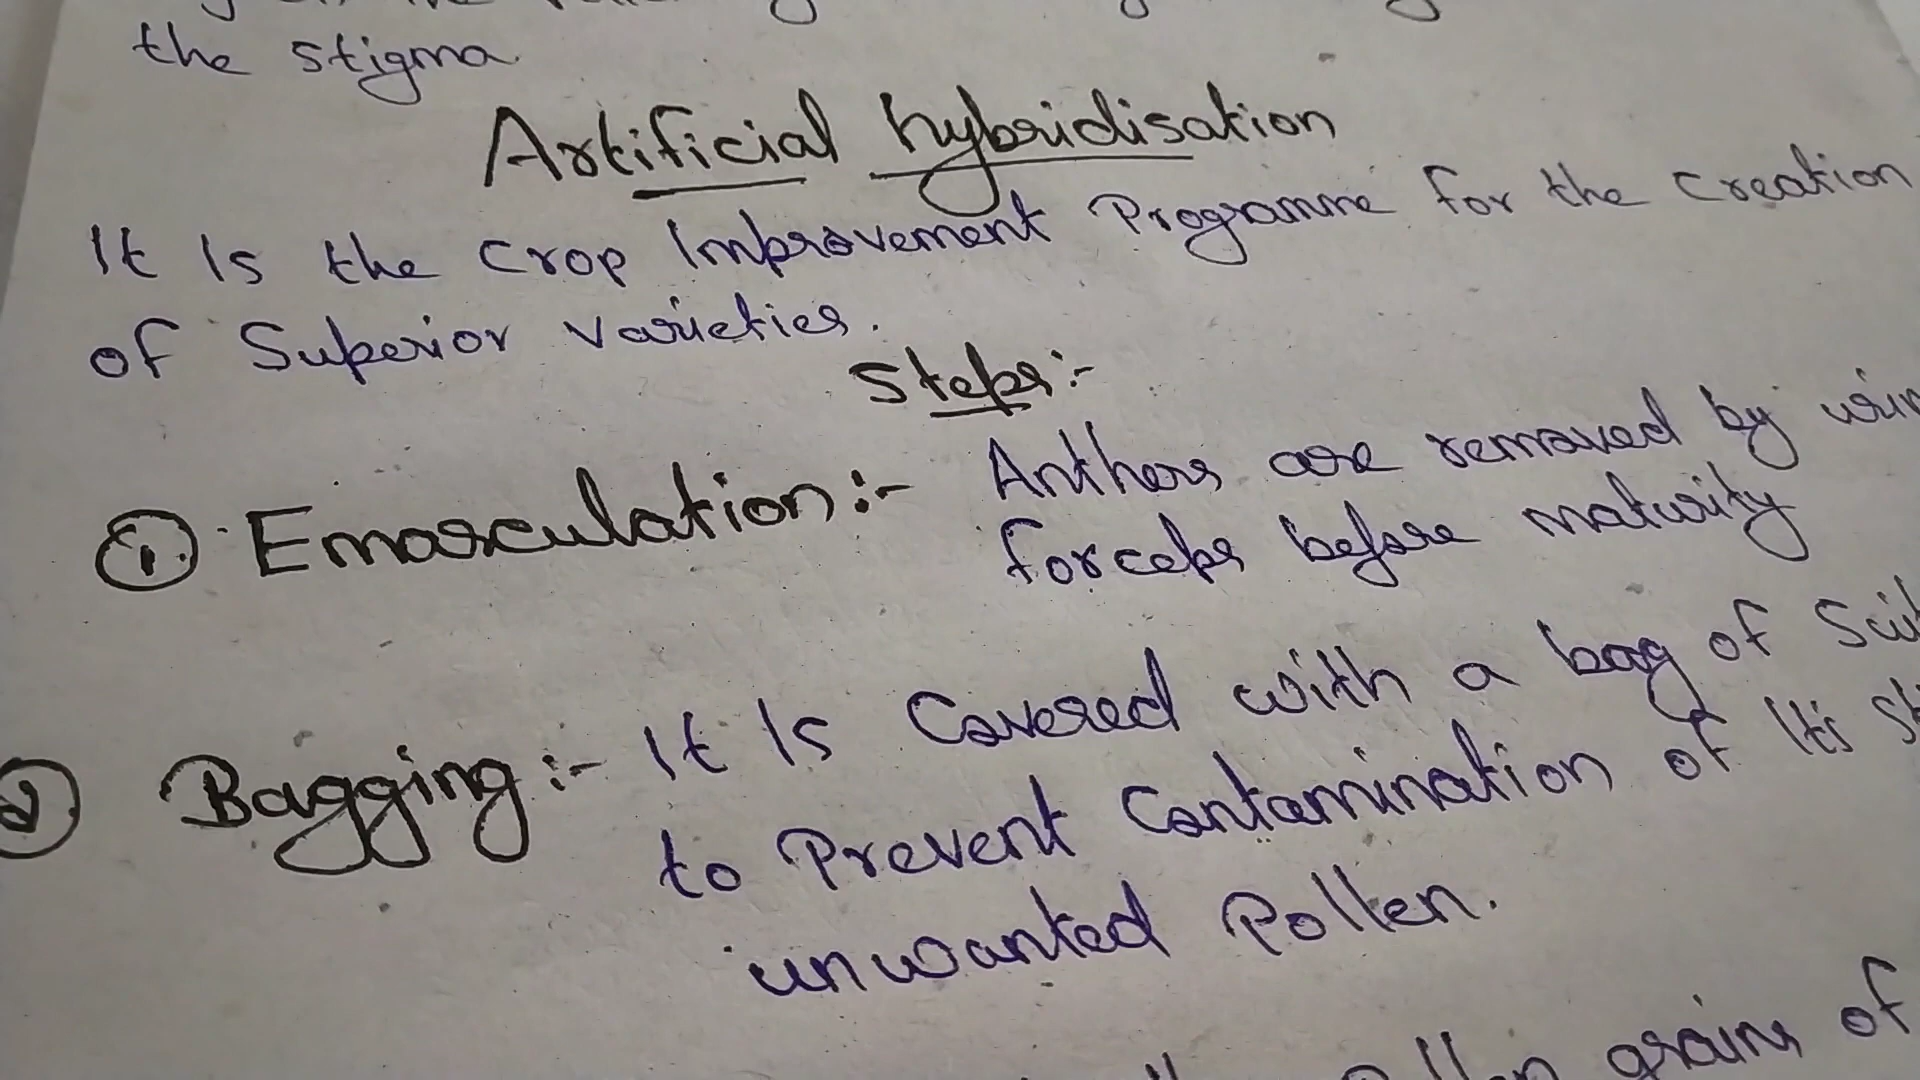 the stigma
Artificial hybridisation
It Is the Crop Improvement Programme for the Creation
of Superior varieties.
Steps:-
① Emasculation:- Anthers are removed by
forceps before maturity
② Bagging:- It Is Covered with a bag of
to Prevent Contamination of It's
unwanted Pollen.
grains of